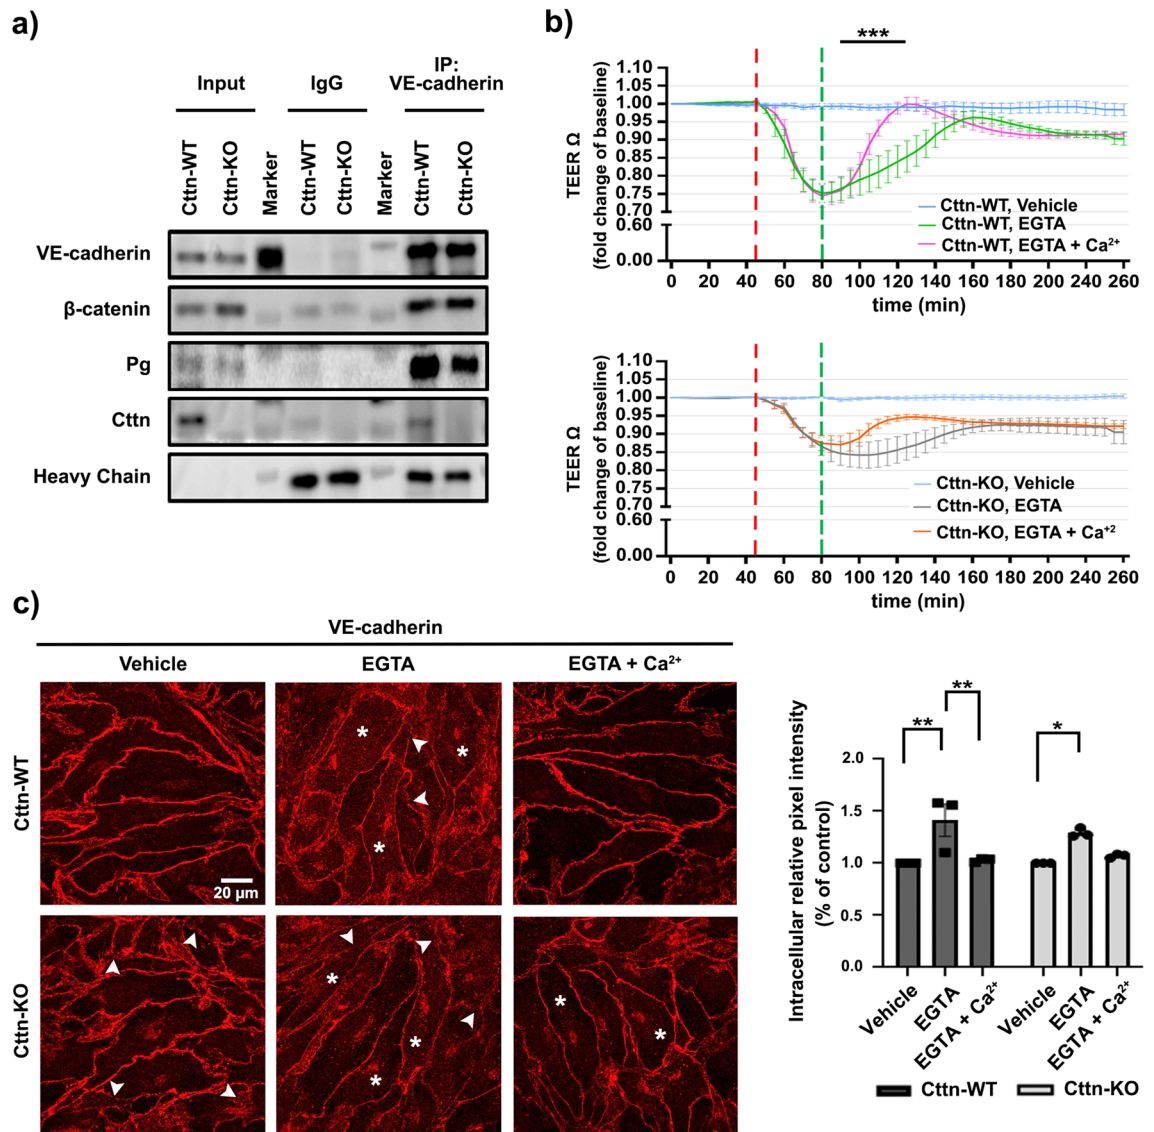 a)
Input
IgG
IP:
VE-cadherin
Cttn-WT
Cttn-KO
Marker
Cttn-WT
Cttn-KO
Marker
Cttn-WT
Cttn-KO
VE-cadherin
β-catenin
Pg
Cttn
Heavy Chain
b)
***
TEER Ω
(fold change of baseline)
1.10
1.05
1.00
0.95
0.90
0.85
0.80
0.75
0.70
0.60
0.00
Cttn-WT, Vehicle
Cttn-WT, EGTA
Cttn-WT, EGTA + Ca²⁺
0 20 40 60 80 100 120 140 160 180 200 220 240 260
time (min)
TEER Ω
(fold change of baseline)
1.10
1.05
1.00
0.95
0.90
0.85
0.80
0.75
0.70
0.60
0.00
Cttn-KO, Vehicle
Cttn-KO, EGTA
Cttn-KO, EGTA + Ca⁺²
0 20 40 60 80 100 120 140 160 180 200 220 240 260
time (min)
c)
VE-cadherin
Vehicle
EGTA
EGTA + Ca²⁺
Cttn-WT
* * *
20 µm
Cttn-KO
* * *
* *
Intracellular relative pixel intensity
(% of control)
2.0
1.5
1.0
0.5
0.0
**
**
*
Vehicle
EGTA
EGTA + Ca²⁺
Vehicle
EGTA
EGTA + Ca²⁺
Cttn-WT
Cttn-KO